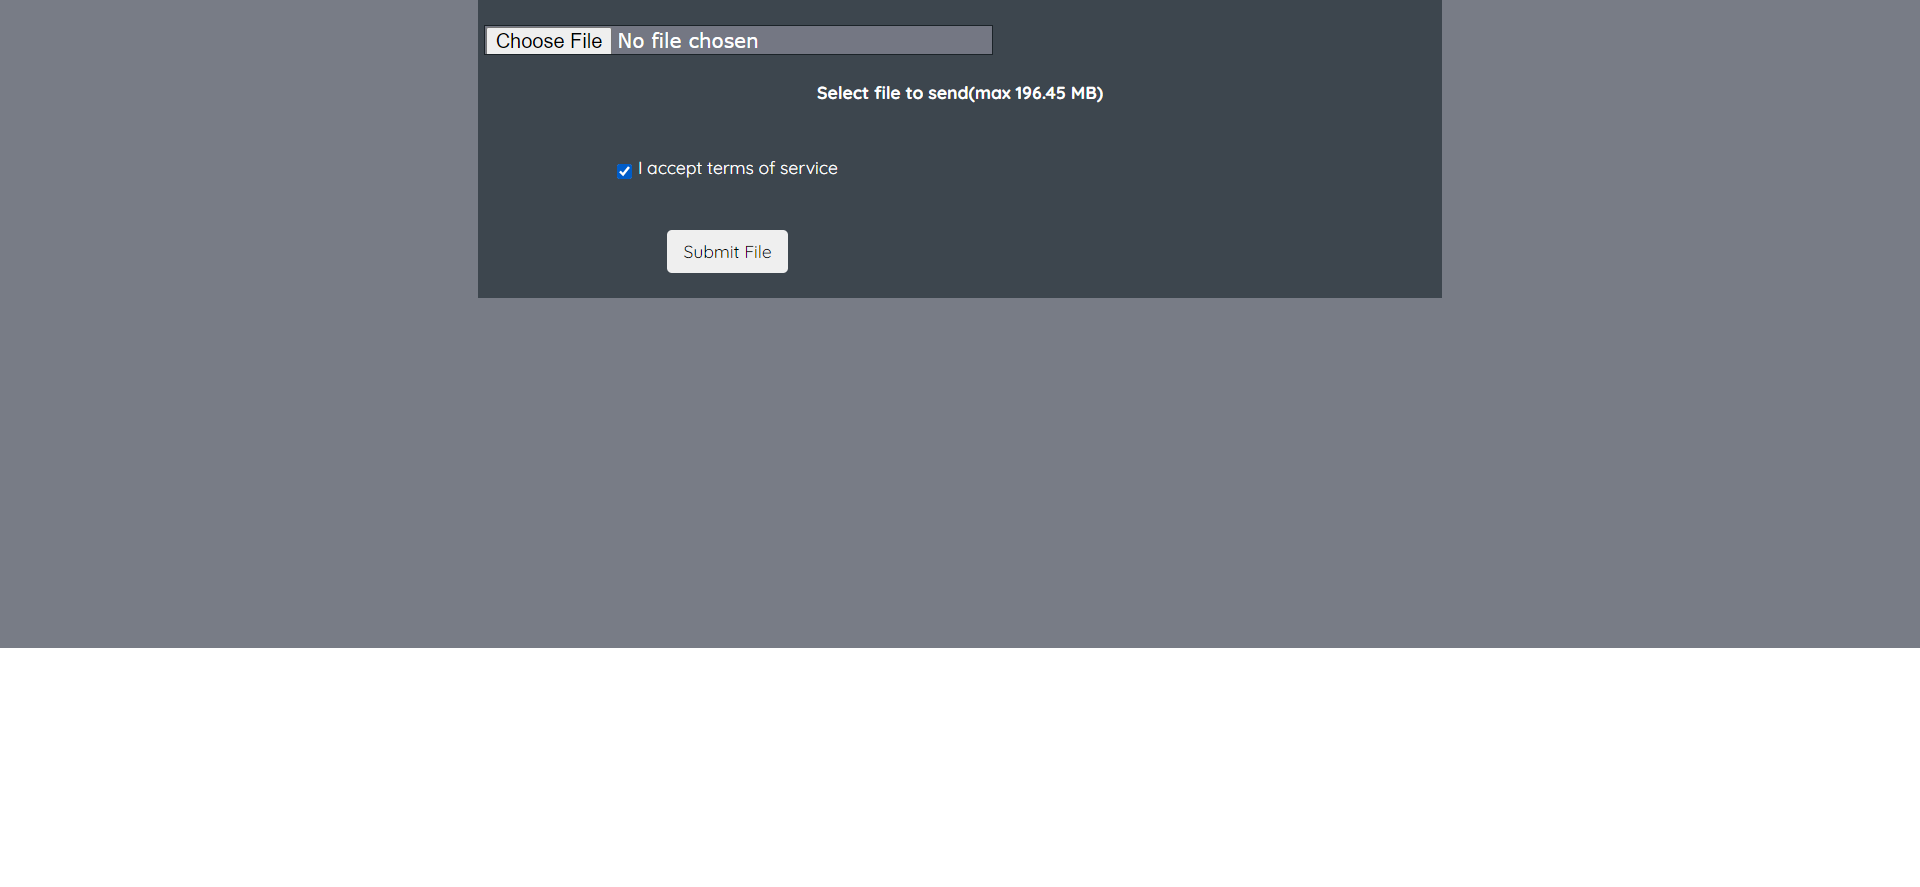 Choose File No file chosen
Select file to send(max 196.45 MB)
I accept terms of service
Submit File